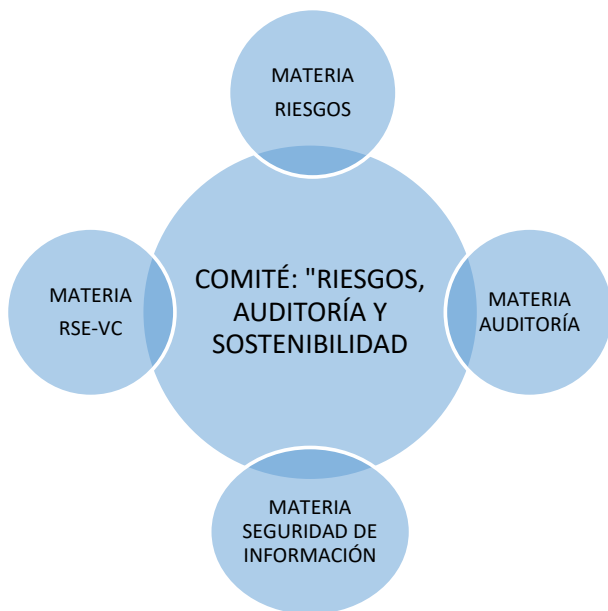 MATERIA
RIESGOS
COMITÉ: "RIESGOS,
AUDITORÍA Y
SOSTENIBILIDAD
MATERIA
RSE-VC
MATERIA
AUDITORÍA
MATERIA
SEGURIDAD DE
INFORMACIÓN